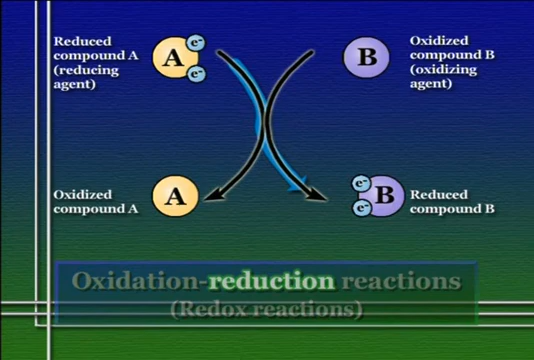 Reduced
compound A
(reducing
agent)
A
e-
e-
B
Oxidized
compound B
(oxidizing
agent)
Oxidized
compound A
A
e-
e-
B
Reduced
compound B
Oxidation-reduction reactions
(Redox reactions)